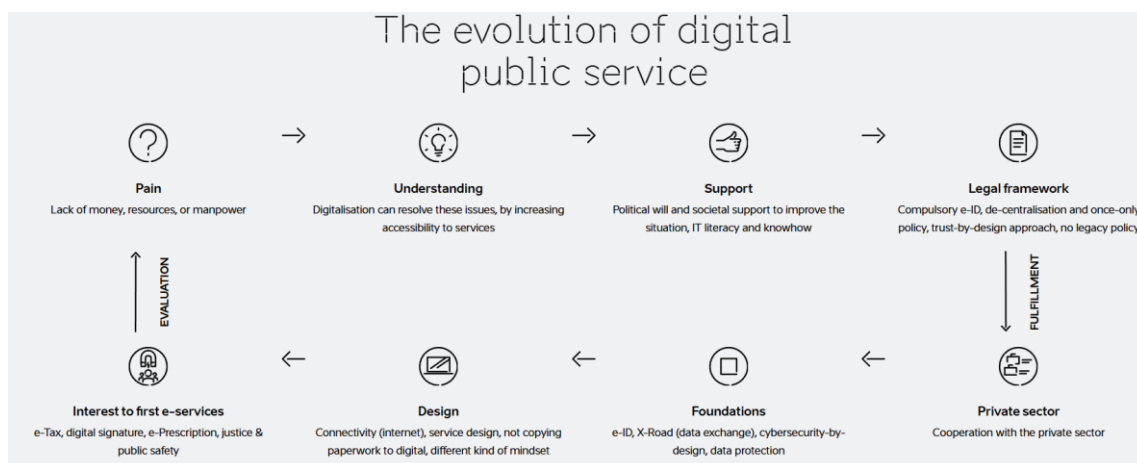 The evolution of digital
public service
Pain
Lack of money, resources, or manpower
Understanding
Digitalisation can resolve these issues, by increasing
accessibility to services
Support
Political will and societal support to improve the
situation, IT literacy and knowhow
Legal framework
Compulsory e-ID, de-centralisation and once-only
policy, trust-by-design approach, no legacy policy
EVALUATION
FULFILLMENT
Interest to first e-services
e-Tax, digital signature, e-Prescription, justice &
public safety
Design
Connectivity (internet), service design, not copying
paperwork to digital, different kind of mindset
Foundations
e-ID, X-Road (data exchange), cybersecurity-by-
design, data protection
Private sector
Cooperation with the private sector